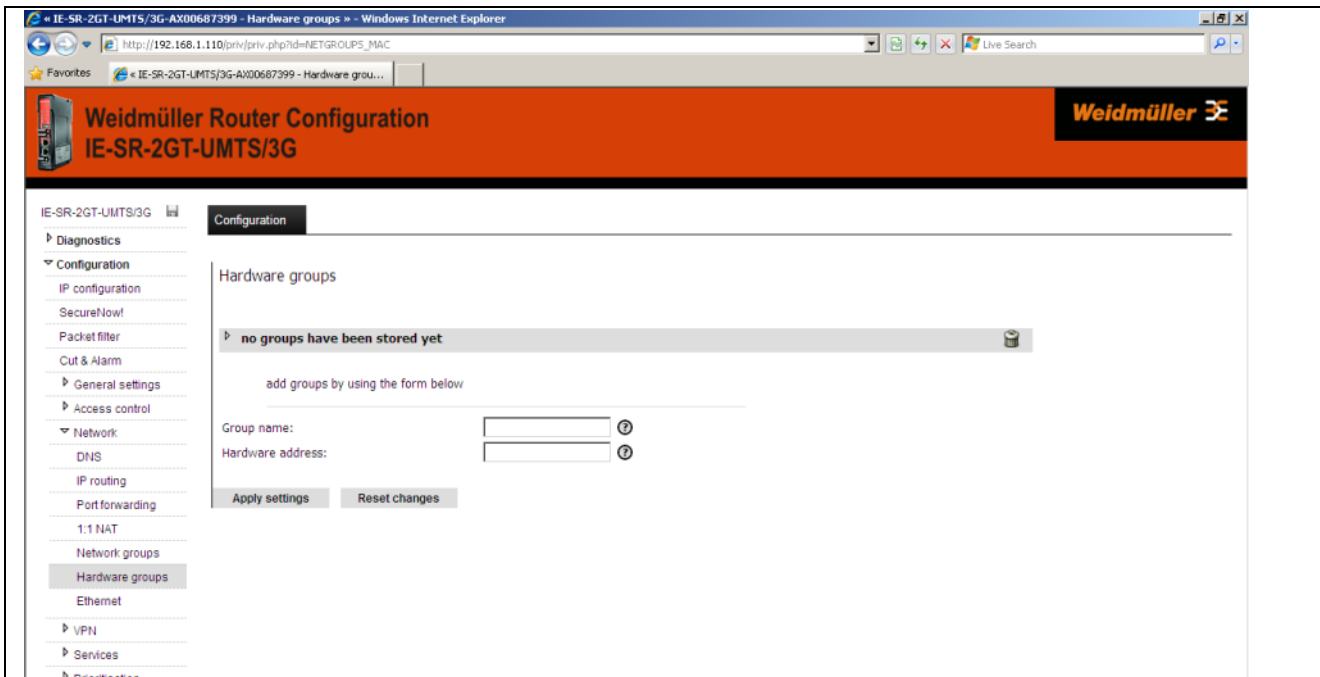 « IE-SR-2GT-UMTS/3G-AX00687399 - Hardware groups » - Windows Internet Explorer
http://192.168.1.110/priv/priv.php?id=NETGROUPS_MAC
Live Search
Favorites
« IE-SR-2GT-UMTS/3G-AX00687399 - Hardware grou...
Weidmüller Router Configuration
IE-SR-2GT-UMTS/3G
Weidmüller
IE-SR-2GT-UMTS/3G
Configuration
Diagnostics
Configuration
IP configuration
SecureNow!
Packet filter
Cut & Alarm
General settings
Access control
Network
DNS
IP routing
Port forwarding
1:1 NAT
Network groups
Hardware groups
Ethernet
VPN
Services
Hardware groups
no groups have been stored yet
add groups by using the form below
Group name:
Hardware address:
Apply settings
Reset changes